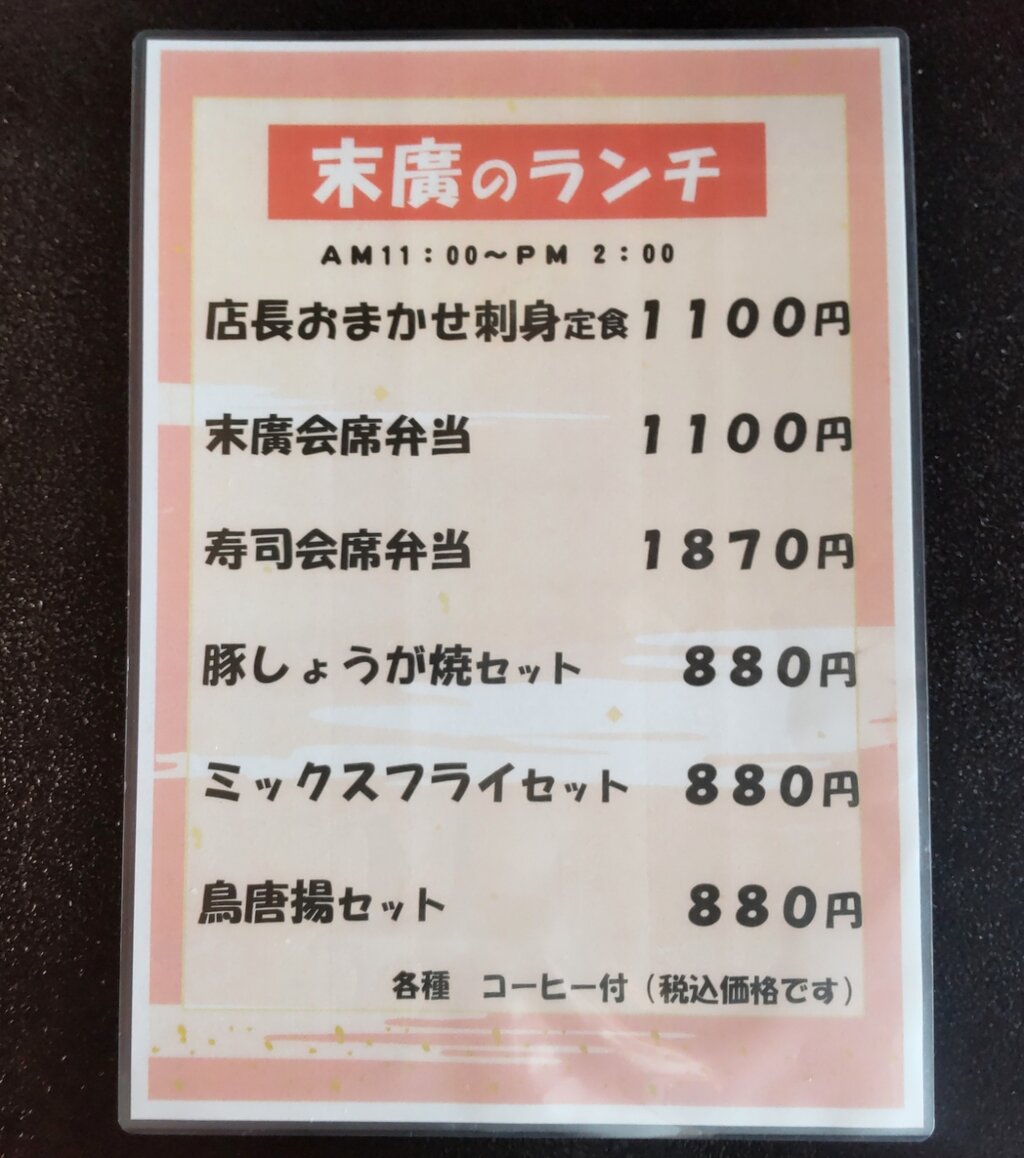 末廣のランチ
AM11：00～PM 2：00
店長おまかせ刺身定食 1100円
末廣会席弁当 1100円
寿司会席弁当 1870円
豚しょうが焼セット 880円
ミックスフライセット 880円
鳥唐揚セット 880円
各種　コーヒー付（税込価格です）